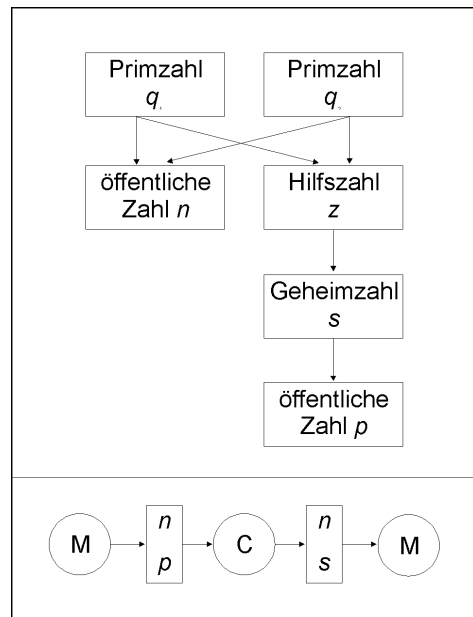 Primzahl
q
Primzahl
q
öffentliche
Zahl n
Hilfszahl
z
Geheimzahl
s
öffentliche
Zahl p
M
n
p
C
n
s
M